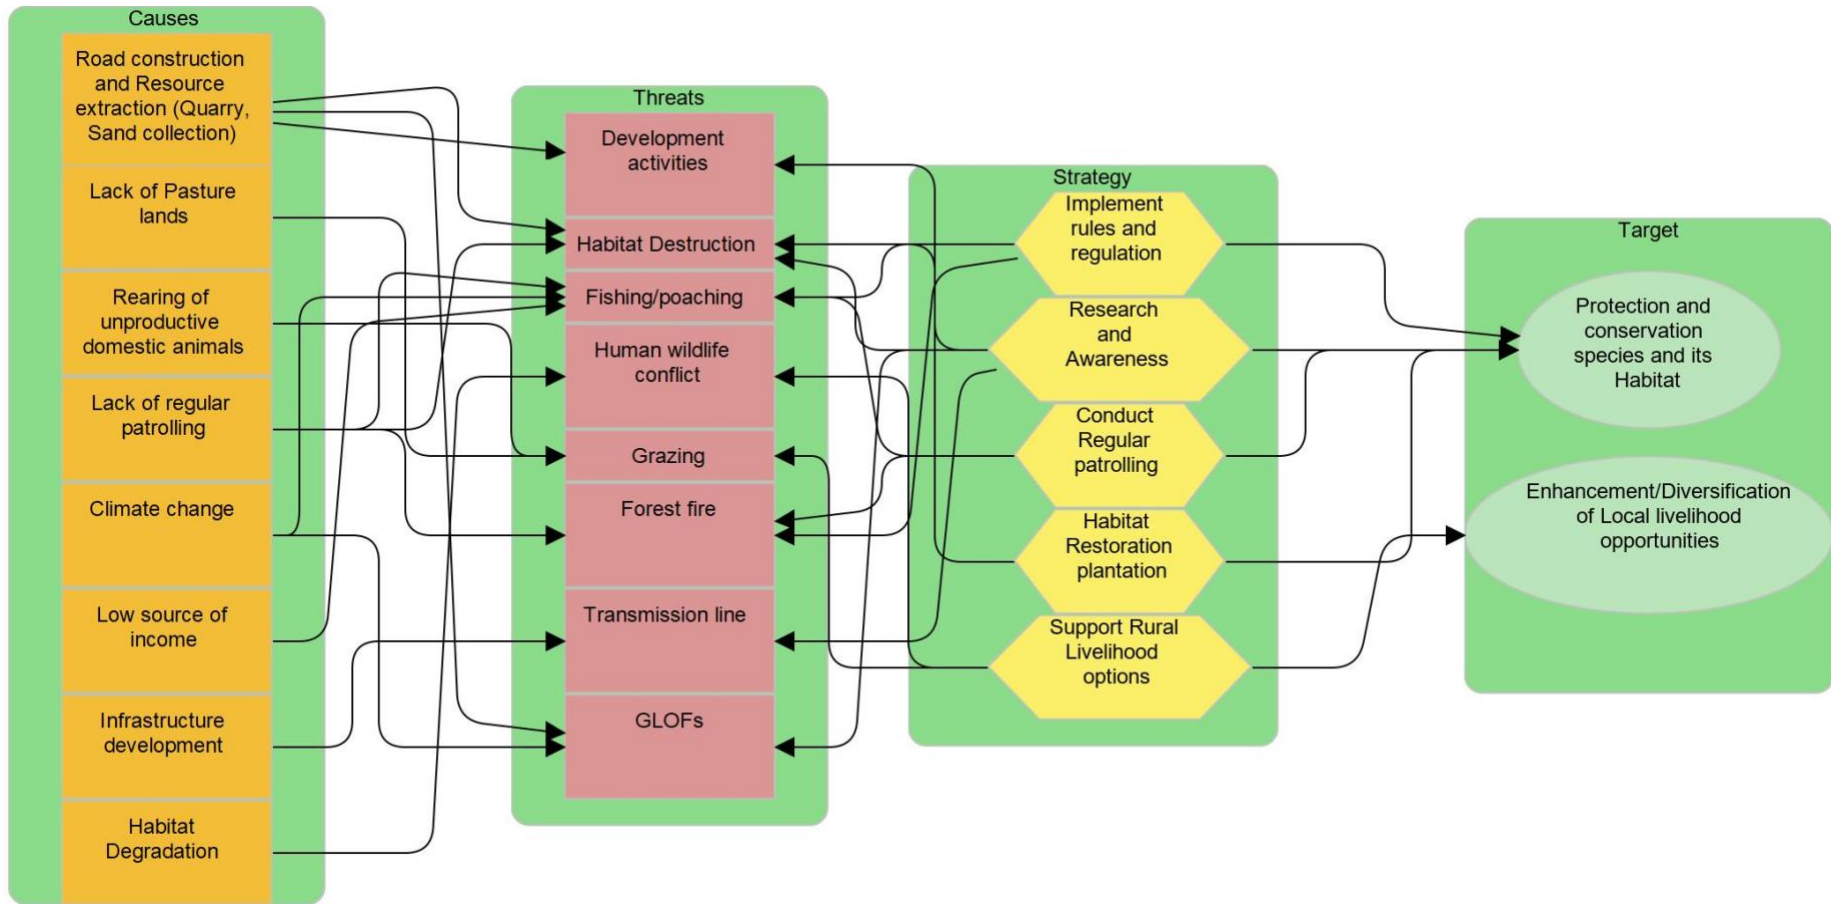 Causes
Road construction
and Resource
extraction (Quarry,
Sand collection)
Lack of Pasture
lands
Rearing of
unproductive
domestic animals
Lack of regular
patrolling
Climate change
Low source of
income
Infrastructure
development
Habitat
Degradation
Threats
Development
activities
Habitat Destruction
Fishing/poaching
Human wildlife
conflict
Grazing
Forest fire
Transmission line
GLOFs
Strategy
Implement
rules and
regulation
Research
and
Awareness
Conduct
Regular
patrolling
Habitat
Restoration
plantation
Support Rural
Livelihood
options
Target
Protection and
conservation
species and its
Habitat
Enhancement/Diversification
of Local livelihood
opportunities